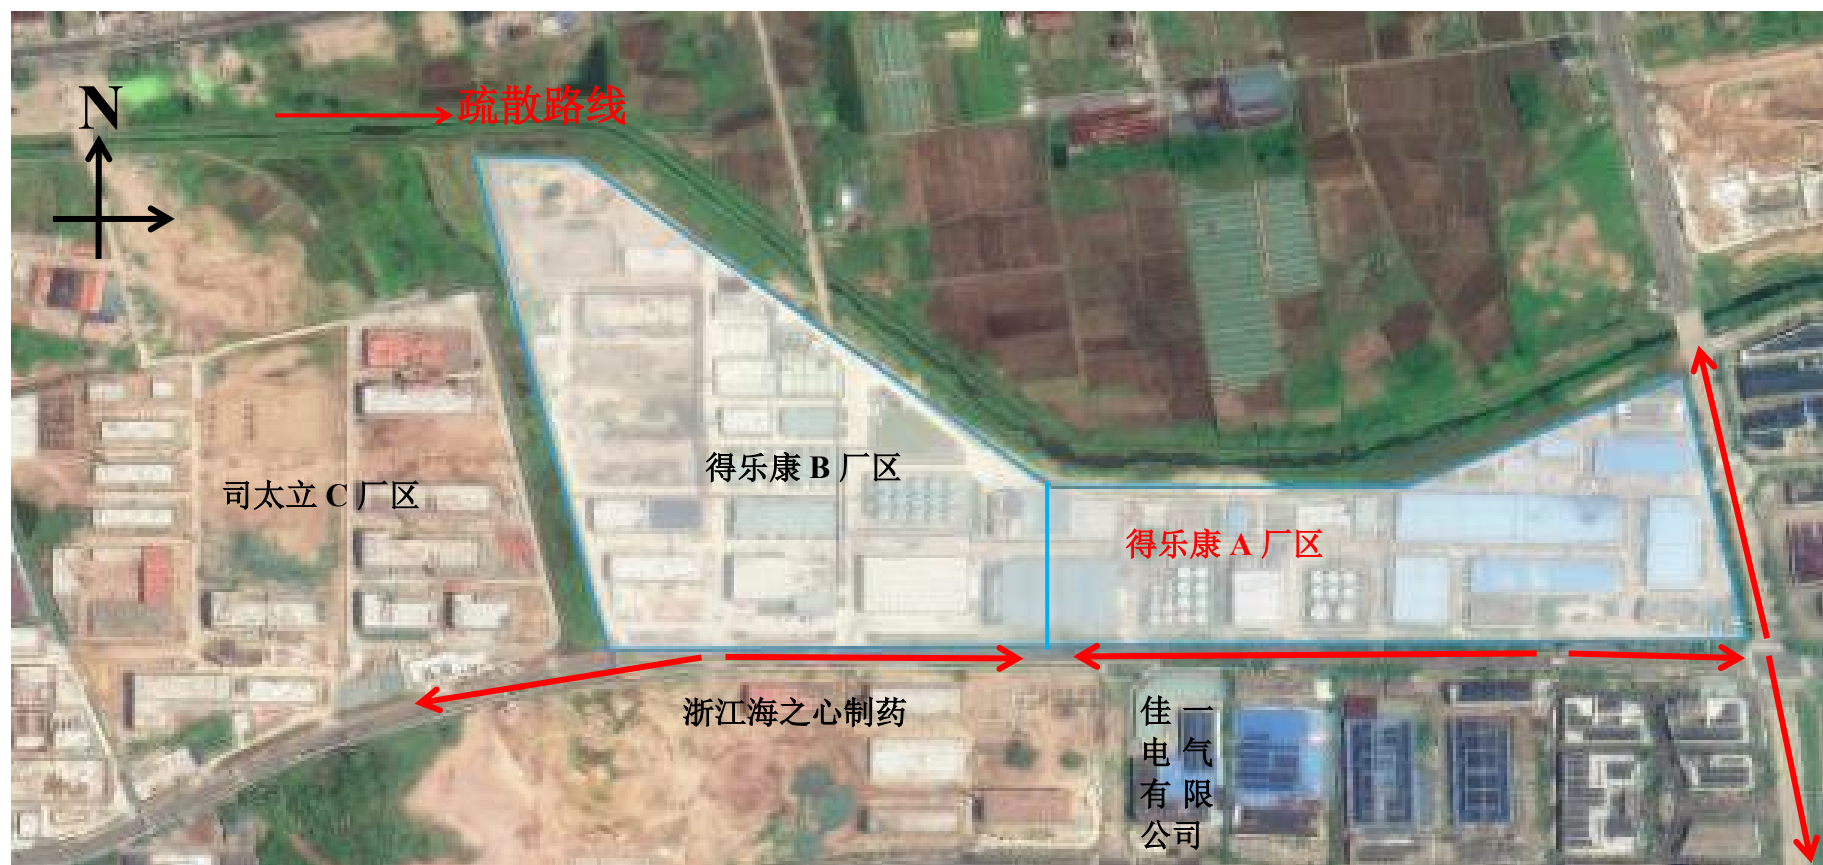 N
疏散路线
得乐康 B 厂区
司太立 C 厂区
得乐康 A 厂区
浙江海之心制药
佳一
电气
有限
公司